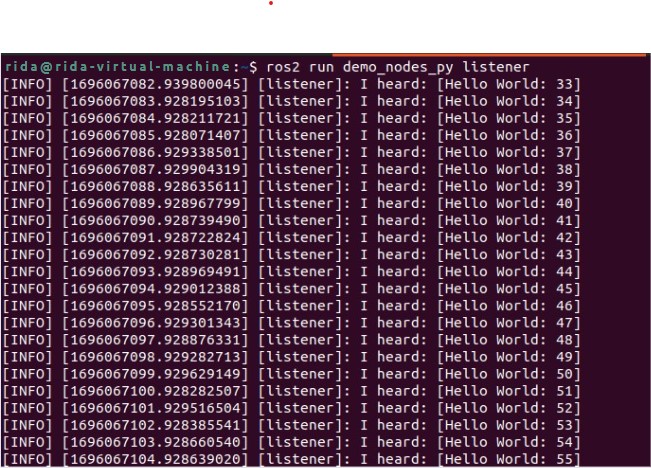 rida@rida-virtual-machine:~$ ros2 run demo_nodes_py listener
[INFO] [1696067082.939800045] [listener]: I heard: [Hello World: 33]
[INFO] [1696067083.928195103] [listener]: I heard: [Hello World: 34]
[INFO] [1696067084.928211721] [listener]: I heard: [Hello World: 35]
[INFO] [1696067085.928071407] [listener]: I heard: [Hello World: 36]
[INFO] [1696067086.929338501] [listener]: I heard: [Hello World: 37]
[INFO] [1696067087.929904319] [listener]: I heard: [Hello World: 38]
[INFO] [1696067088.928635611] [listener]: I heard: [Hello World: 39]
[INFO] [1696067089.928967799] [listener]: I heard: [Hello World: 40]
[INFO] [1696067090.928739490] [listener]: I heard: [Hello World: 41]
[INFO] [1696067091.928722824] [listener]: I heard: [Hello World: 42]
[INFO] [1696067092.928730281] [listener]: I heard: [Hello World: 43]
[INFO] [1696067093.928969491] [listener]: I heard: [Hello World: 44]
[INFO] [1696067094.929012388] [listener]: I heard: [Hello World: 45]
[INFO] [1696067095.928552170] [listener]: I heard: [Hello World: 46]
[INFO] [1696067096.929301343] [listener]: I heard: [Hello World: 47]
[INFO] [1696067097.928876331] [listener]: I heard: [Hello World: 48]
[INFO] [1696067098.929282713] [listener]: I heard: [Hello World: 49]
[INFO] [1696067099.929629149] [listener]: I heard: [Hello World: 50]
[INFO] [1696067100.928282507] [listener]: I heard: [Hello World: 51]
[INFO] [1696067101.929516504] [listener]: I heard: [Hello World: 52]
[INFO] [1696067102.928385541] [listener]: I heard: [Hello World: 53]
[INFO] [1696067103.928660540] [listener]: I heard: [Hello World: 54]
[INFO] [1696067104.928639020] [listener]: I heard: [Hello World: 55]